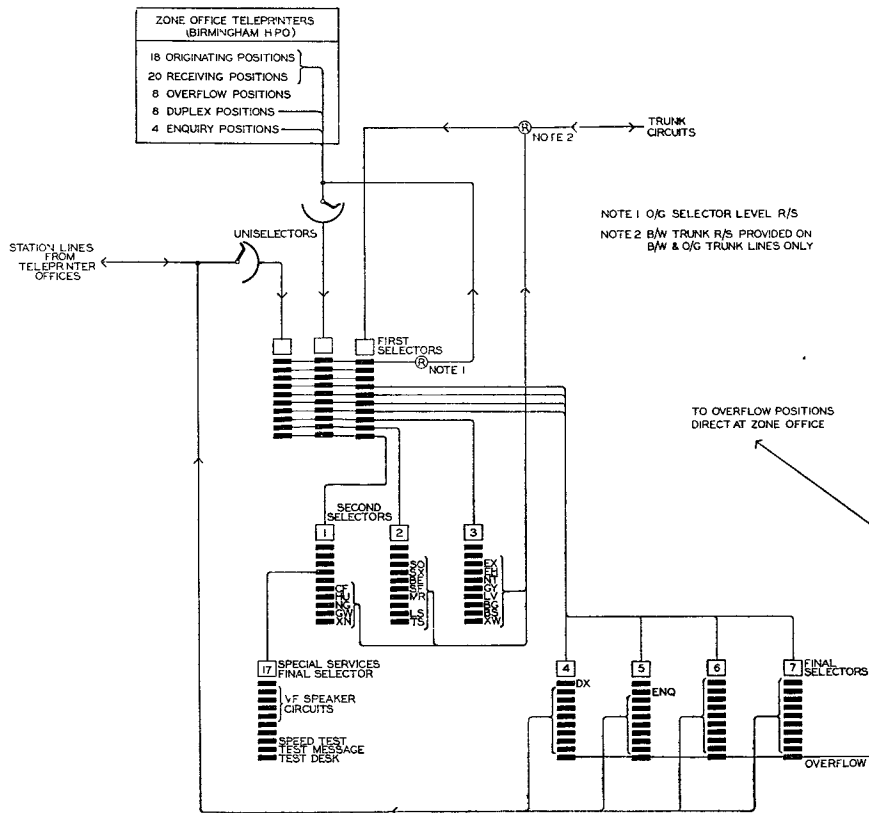 ZONE OFFICE TELEPRINTERS
(BIRMINGHAM H P O)
18 ORIGINATING POSITIONS
20 RECEIVING POSITIONS
8 OVERFLOW POSITIONS
8 DUPLEX POSITIONS
4 ENQUIRY POSITIONS
R
NOTE 2
TRUNK
CIRCUITS
NOTE 1 O/G SELECTOR LEVEL R/S
NOTE 2 B/W TRUNK R/S PROVIDED ON
B/W & O/G TRUNK LINES ONLY
UNISELECTORS
STATION LINES
FROM
TELEPRINTER
OFFICES
FIRST
SELECTORS
R
NOTE 1
TO OVERFLOW POSITIONS
DIRECT AT ZONE OFFICE
SECOND
SELECTORS
1
2
3
CF
HU
NG
GW
XN
SO
SX
BE
SF
MR
LS
TS
EX
EH
NT
GY
LV
BG
BS
XW
17
SPECIAL SERVICES
FINAL SELECTOR
VF SPEAKER
CIRCUITS
SPEED TEST
TEST MESSAGE
TEST DESK
4
5
6
7
FINAL
SELECTORS
DX
ENQ
OVERFLOW